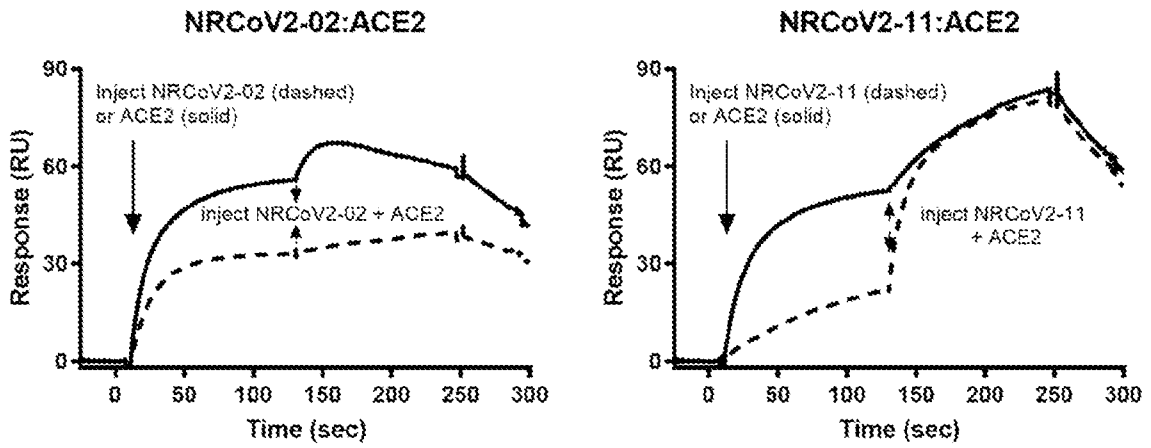 NRCoV2-02:ACE2
90
60
30
0
Response (RU)
Inject NRCoV2-02 (dashed)
or ACE2 (solid)
inject NRCoV2-02 + ACE2
0 50 100 150 200 250 300
Time (sec)
NRCoV2-11:ACE2
90
60
30
0
Response (RU)
Inject NRCoV2-11 (dashed)
or ACE2 (solid)
inject NRCoV2-11
+ ACE2
0 50 100 150 200 250 300
Time (sec)